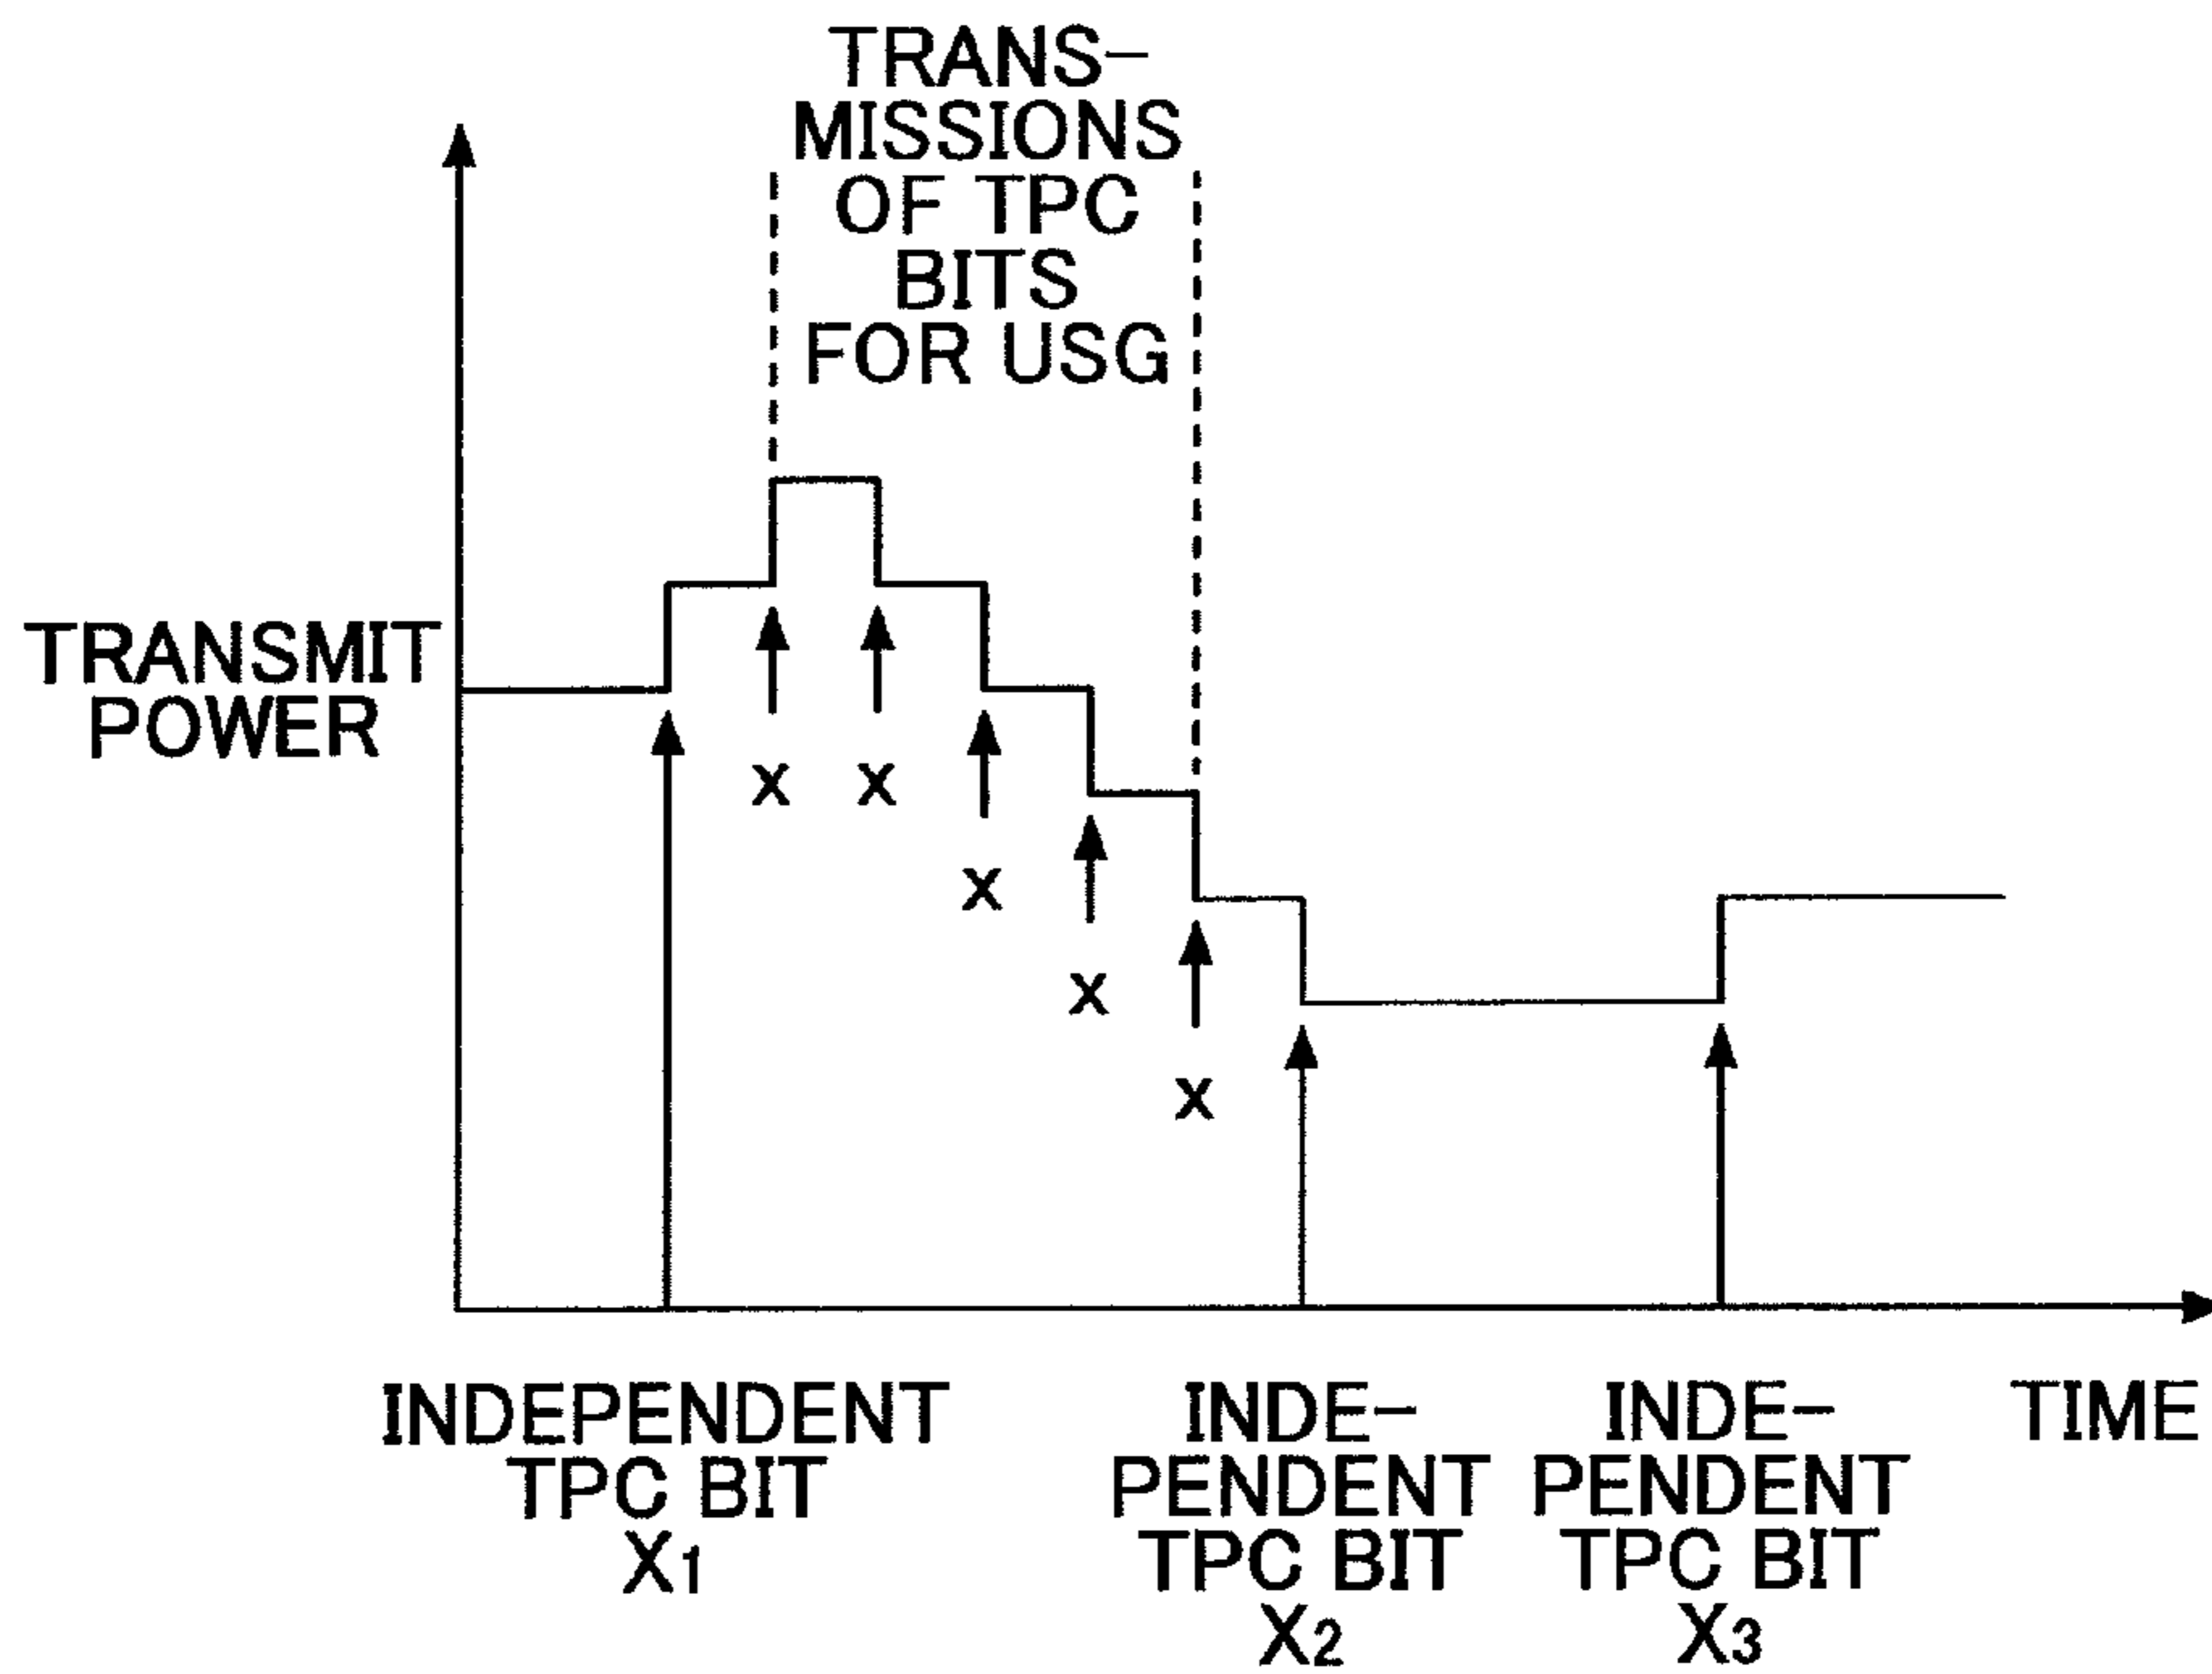 TRANS-
MISSIONS
OF TPC
BITS
FOR USG
TRANSMIT
POWER
x
x
x
x
x
INDEPENDENT
TPC BIT
X1
INDE-
PENDENT
TPC BIT
X2
INDE-
PENDENT
TPC BIT
X3
TIME